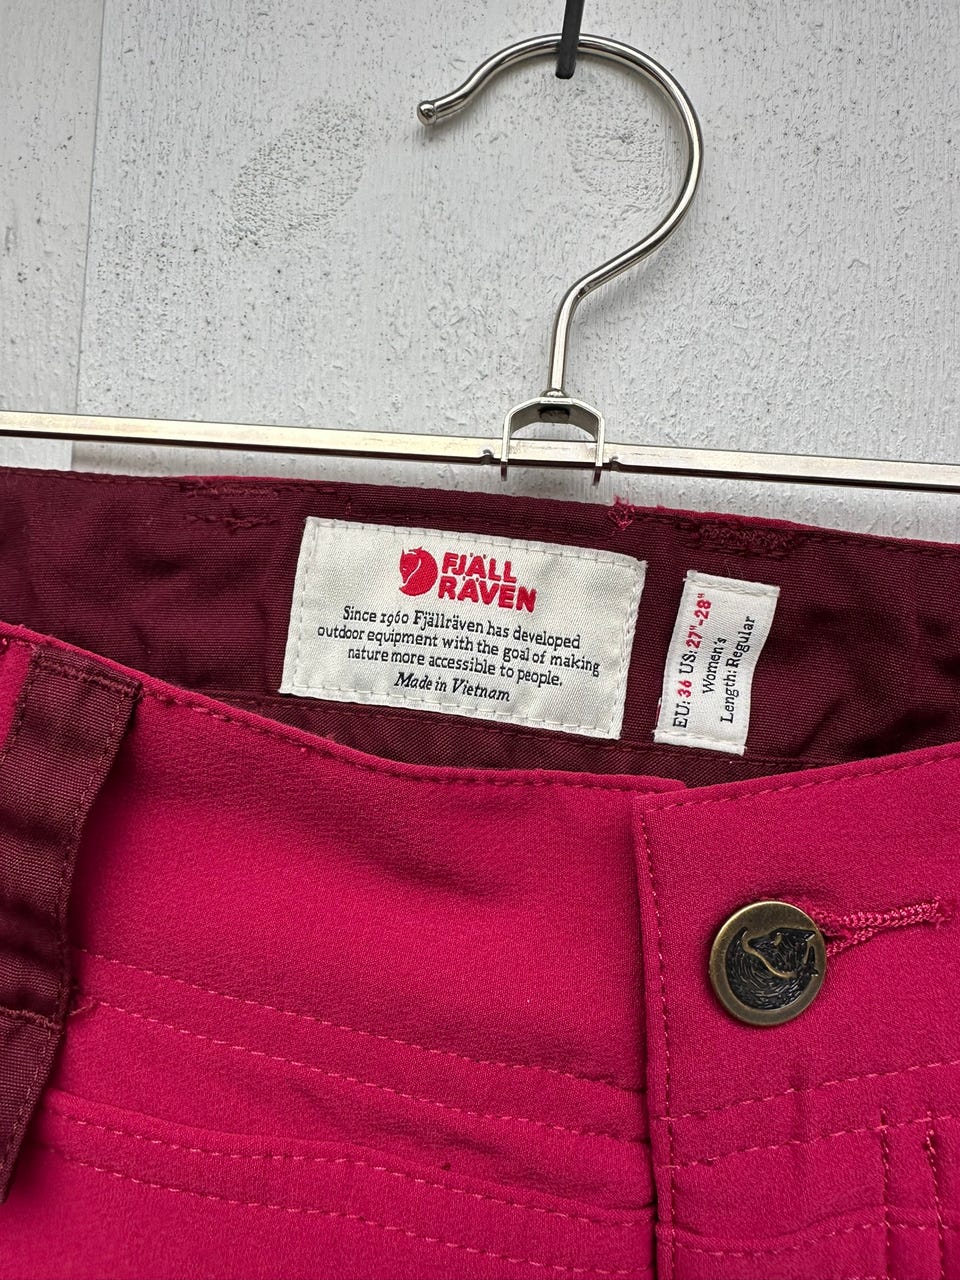 FJÄLL
RÄVEN
Since 1960 Fjällräven has developed
outdoor equipment with the goal of making
nature more accessible to people.
Made in Vietnam
EU: 36 US: 27"-28"
Women's
Length: Regular